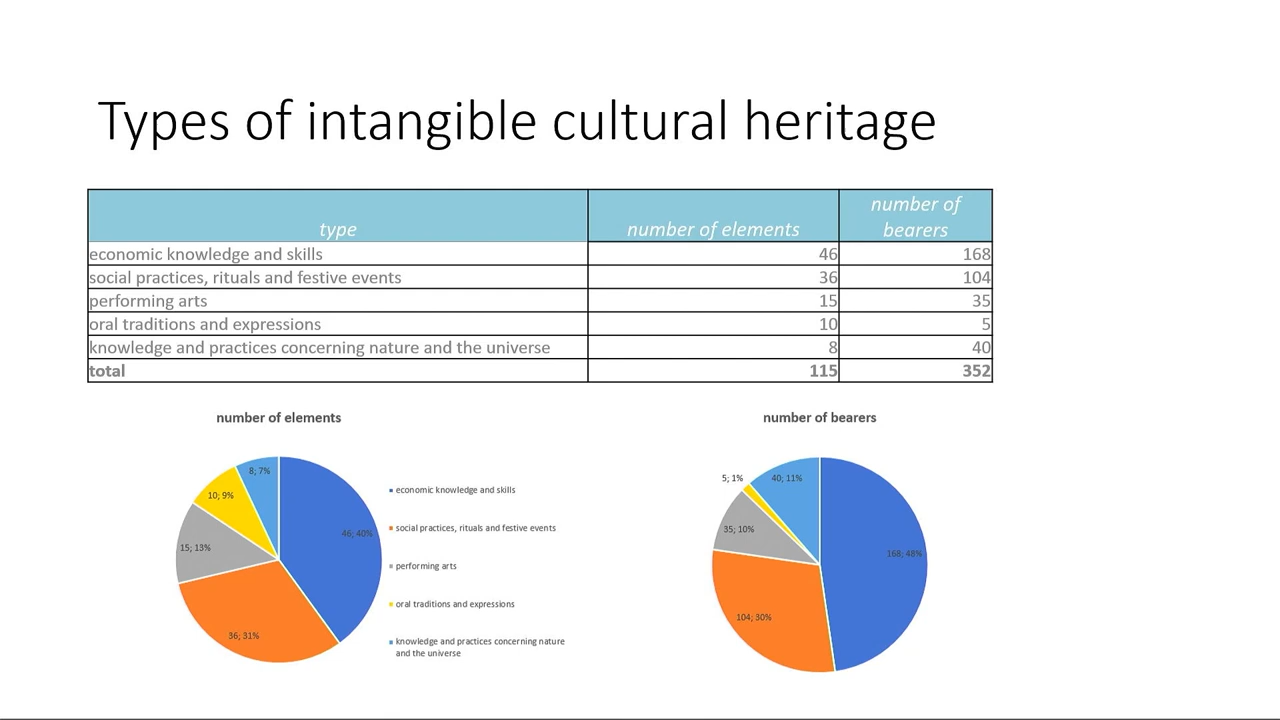 Types of intangible cultural heritage
type number of elements number of bearers
economic knowledge and skills 46 168
social practices, rituals and festive events 36 104
performing arts 15 35
oral traditions and expressions 10 5
knowledge and practices concerning nature and the universe 8 40
total 115 352
number of elements
8; 7%
10; 9%
46; 40%
15; 13%
36; 31%
economic knowledge and skills
social practices, rituals and festive events
performing arts
oral traditions and expressions
knowledge and practices concerning nature
and the universe
number of bearers
5; 1%
40; 11%
35; 10%
168; 48%
104; 30%